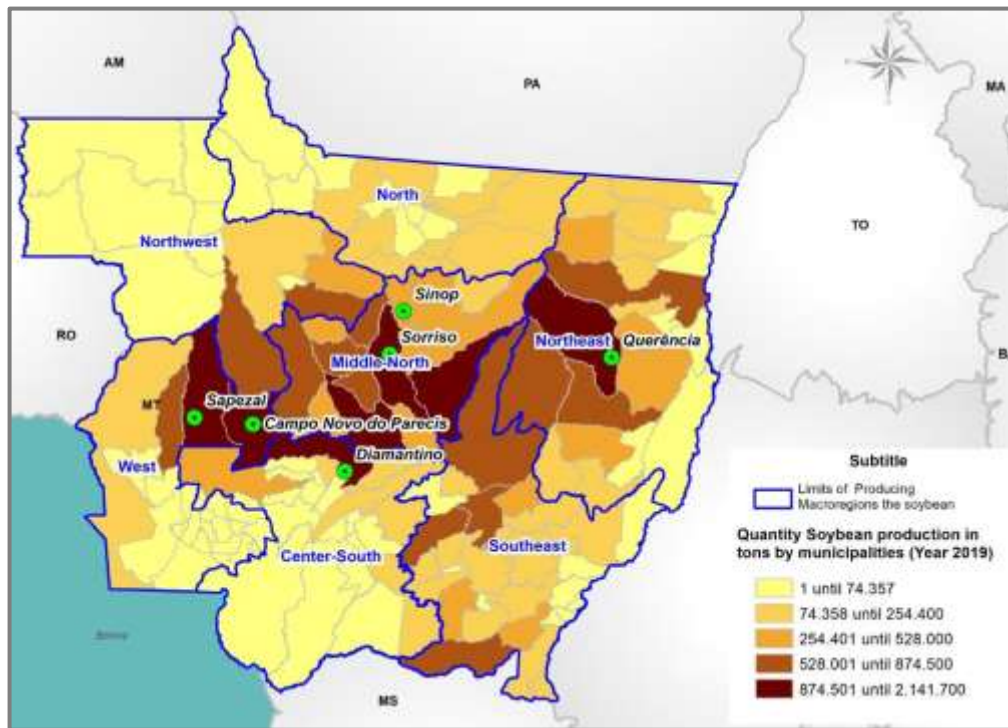 AM
PA
MA
North
Northwest
TO
Sinop
RO
Sorriso
Northeast
Querência
Middle-North
Sapezal
MT
Campo Novo do Parecis
Diamantino
West
Center-South
Southeast
MS
Subtitle
Limits of Producing
Macroregions the soybean
Quantity Soybean production in
tons by municipalities (Year 2019)
1 until 74.357
74.358 until 254.400
254.401 until 528.000
528.001 until 874.500
874.501 until 2.141.700